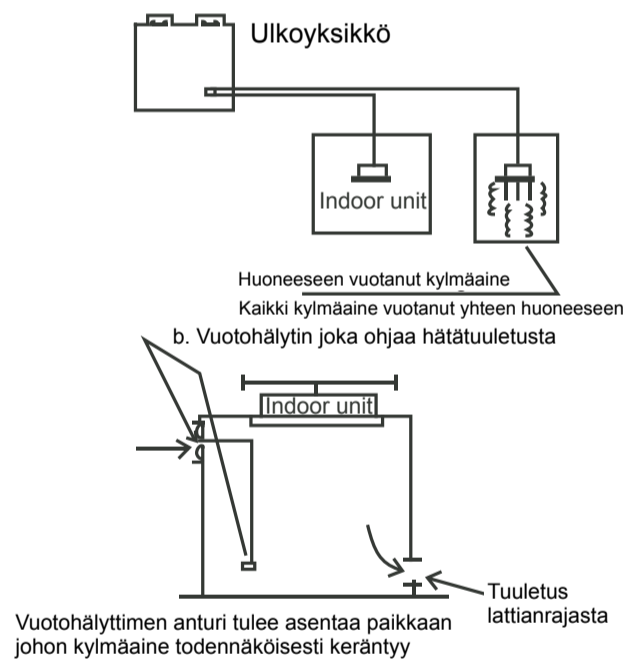 Ulkoyksikkö
Indoor unit
Huoneeseen vuotanut kylmäaine
Kaikki kylmäaine vuotanut yhteen huoneeseen
b. Vuotohälytin joka ohjaa hätätuuletusta
Indoor unit
Tuuletus
lattianrajasta
Vuotohälyttimen anturi tulee asentaa paikkaan
johon kylmäaine todennäköisesti keräntyy